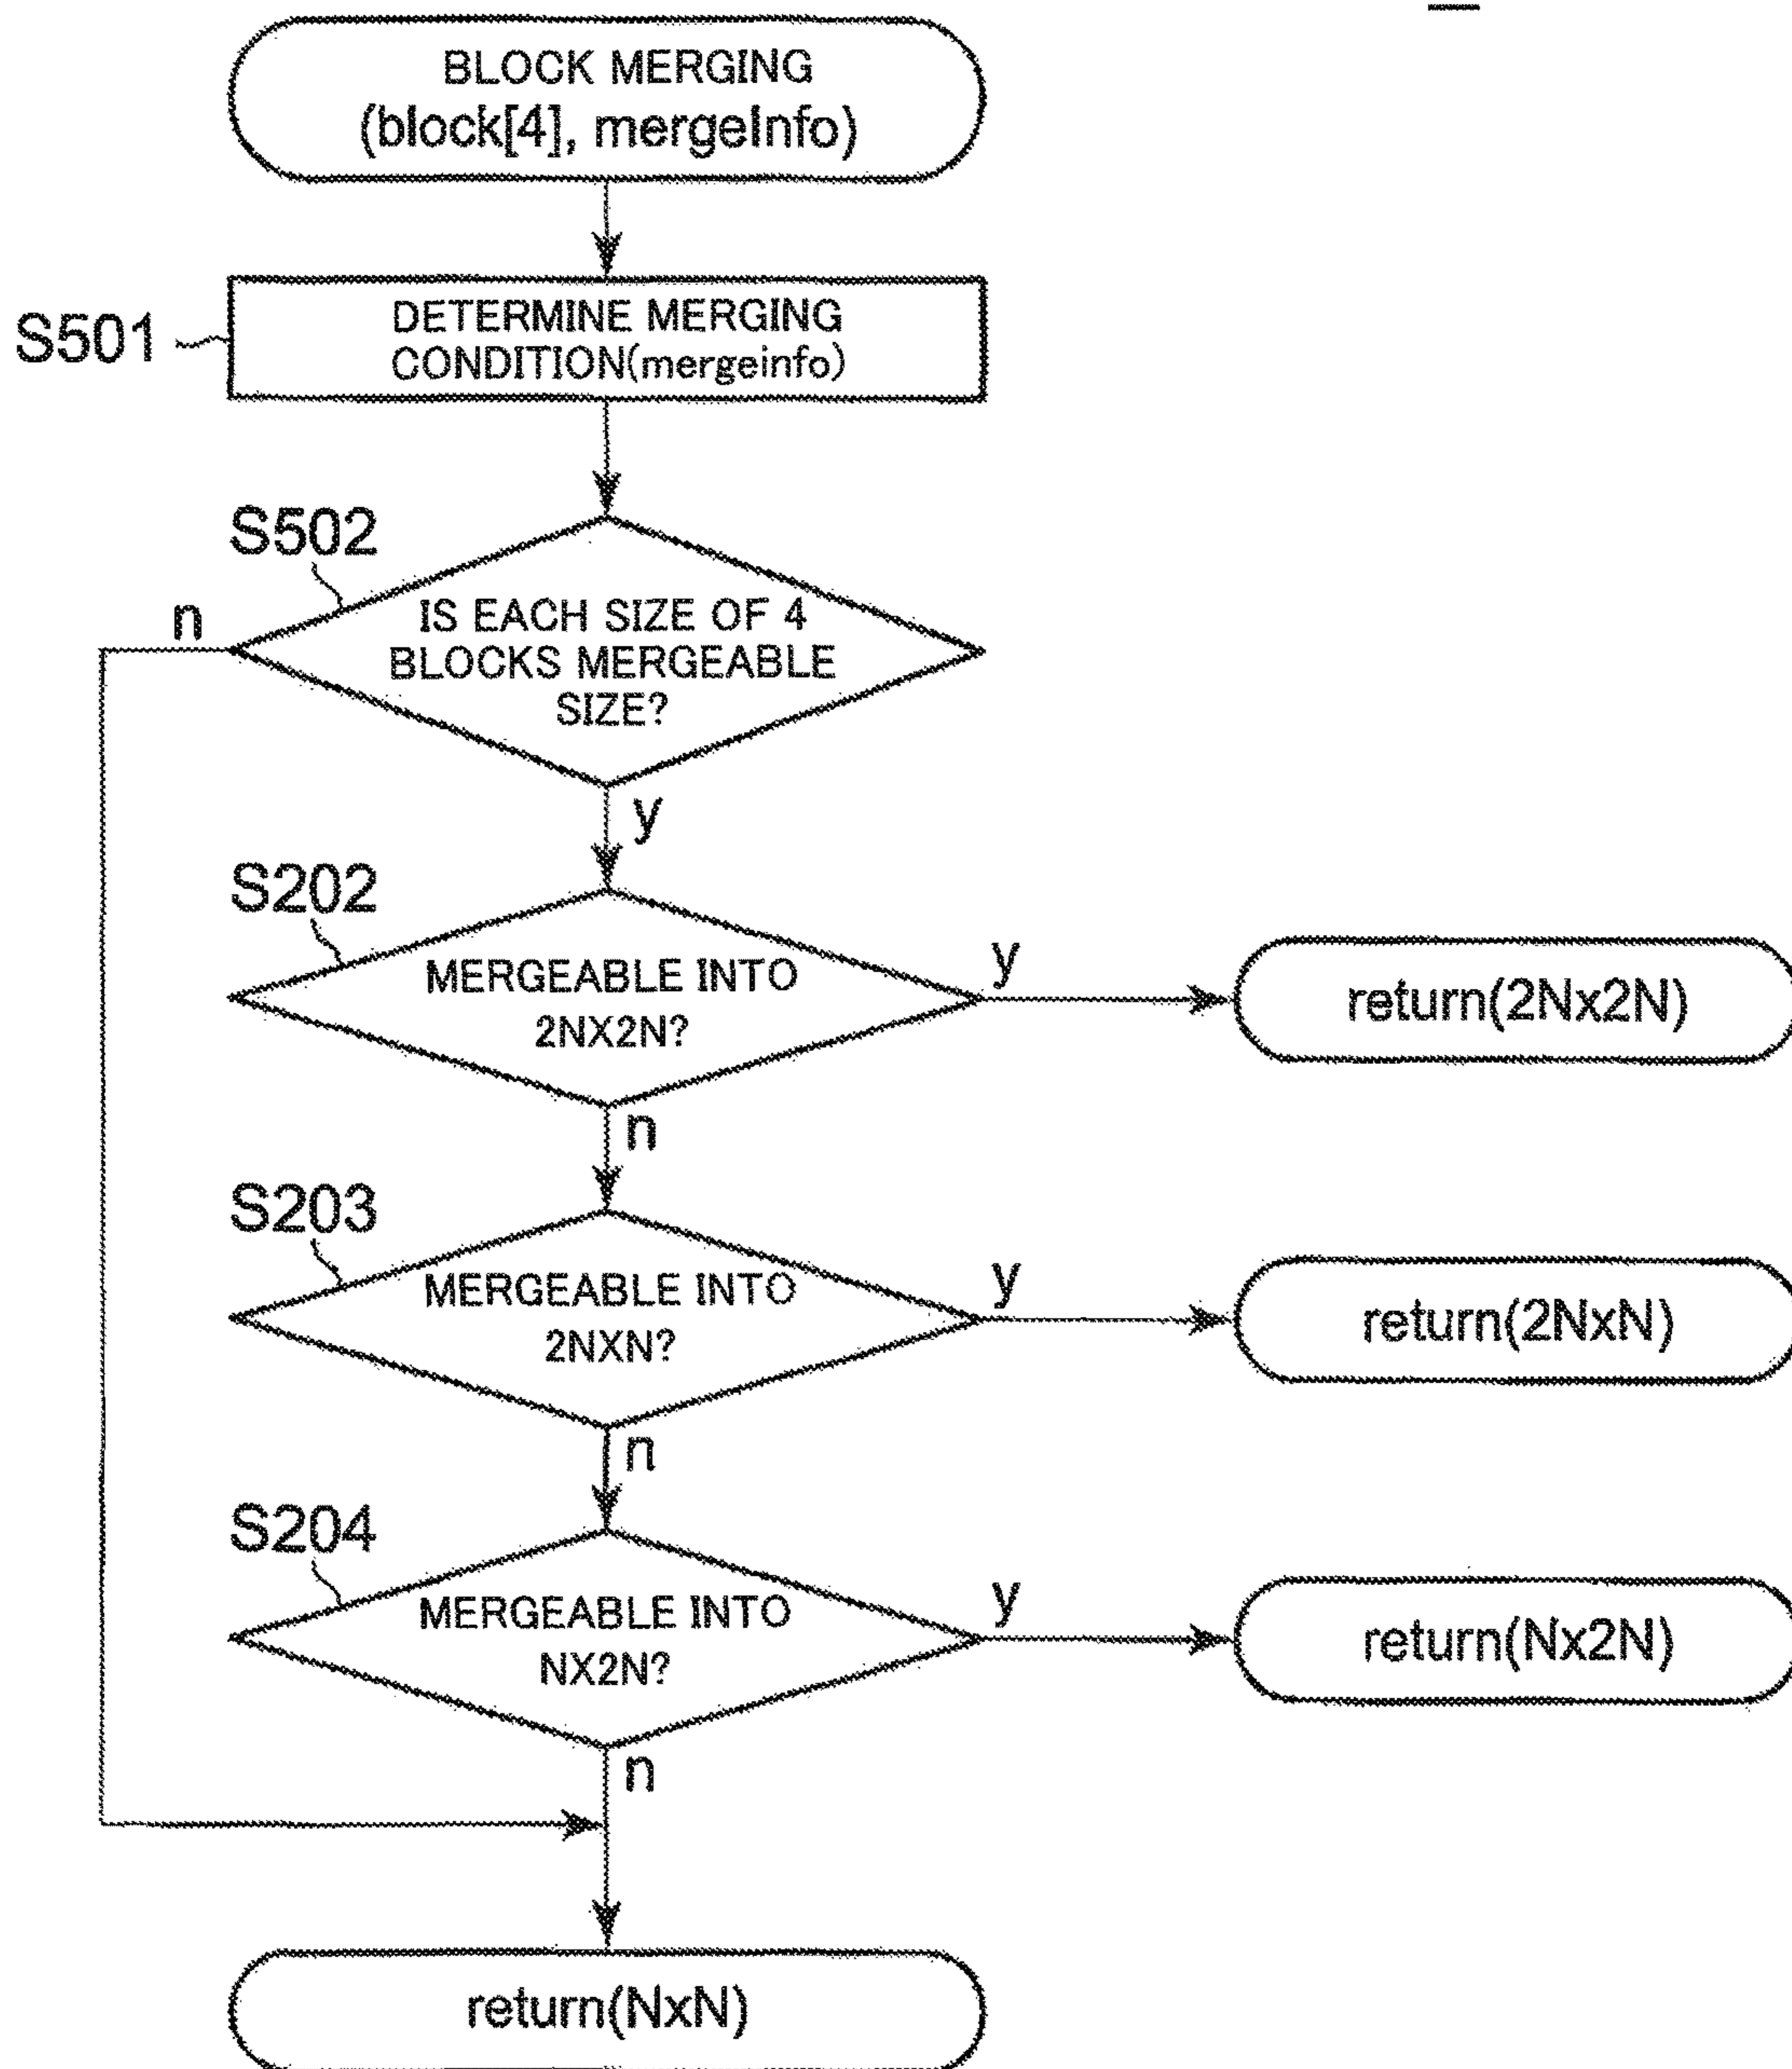 BLOCK MERGING
(block[4], mergeInfo)
S501
DETERMINE MERGING
CONDITION(mergeinfo)
S502
n
IS EACH SIZE OF 4
BLOCKS MERGEABLE
SIZE?
y
S202
MERGEABLE INTO
2NX2N?
y
return(2Nx2N)
n
S203
MERGEABLE INTO
2NXN?
y
return(2NxN)
n
S204
MERGEABLE INTO
NX2N?
y
return(Nx2N)
n
return(NxN)